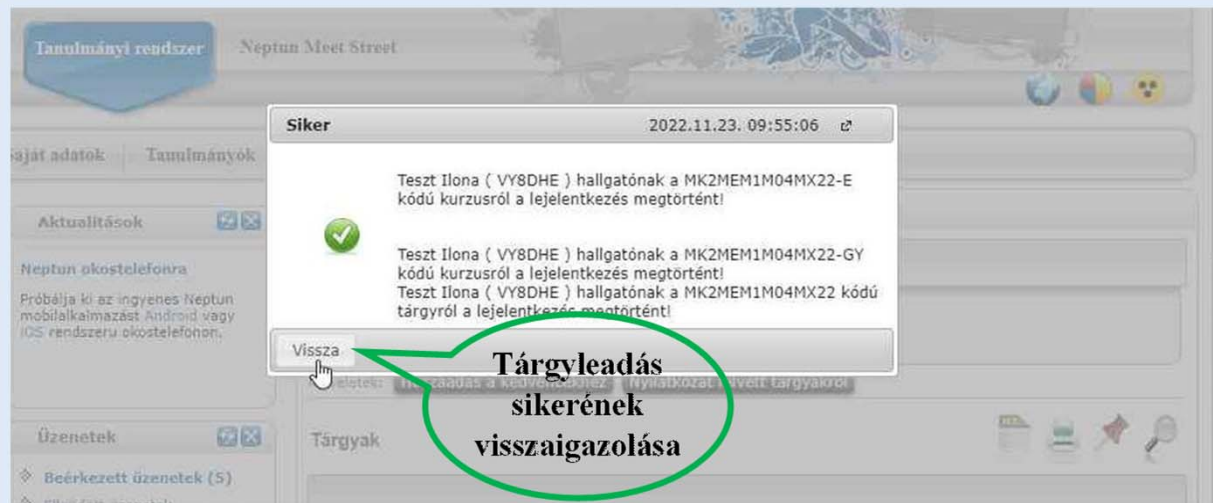 Tanulmányi rendszer
Neptun Meet Street
Siker
2022.11.23. 09:55:06
Saját adatok
Tanulmányok
Teszt Ilona ( VY8DHE ) hallgatónak a MK2MEM1M04MX22-E
kódú kurzusról a lejelentkezés megtörtént!
Aktualitások
Teszt Ilona ( VY8DHE ) hallgatónak a MK2MEM1M04MX22-GY
kódú kurzusról a lejelentkezés megtörtént!
Teszt Ilona ( VY8DHE ) hallgatónak a MK2MEM1M04MX22 kódú
tárgyról a lejelentkezés megtörtént!
Neptun okostelefonra
Próbálja ki az ingyenes Neptun
mobilalkalmazást Android vagy
iOS rendszeru okostelefonon.
Vissza
Tárgyleadás
sikerének
visszaigazolása
Hozzáadás a kedvencekhez
Nyilatkozat felvett tárgyakról
Üzenetek
Tárgyak
Beérkezett üzenetek (5)